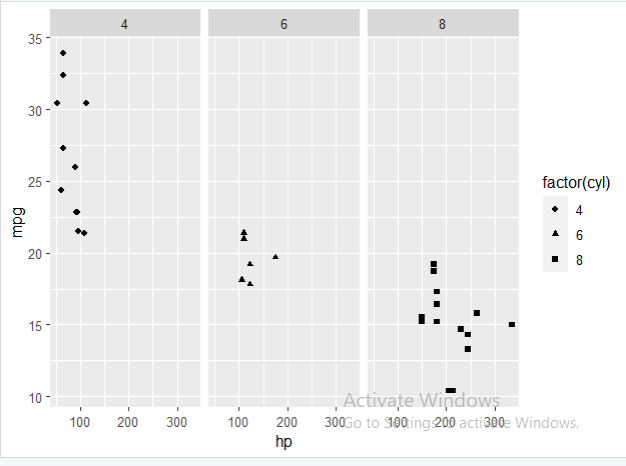 4 6 8
35
30
25
20
15
10
mpg
100 200 300 100 200 300 100 200 300
hp
factor(cyl)
4
6
8
Activate Windows
Go to Settings to activate Windows.